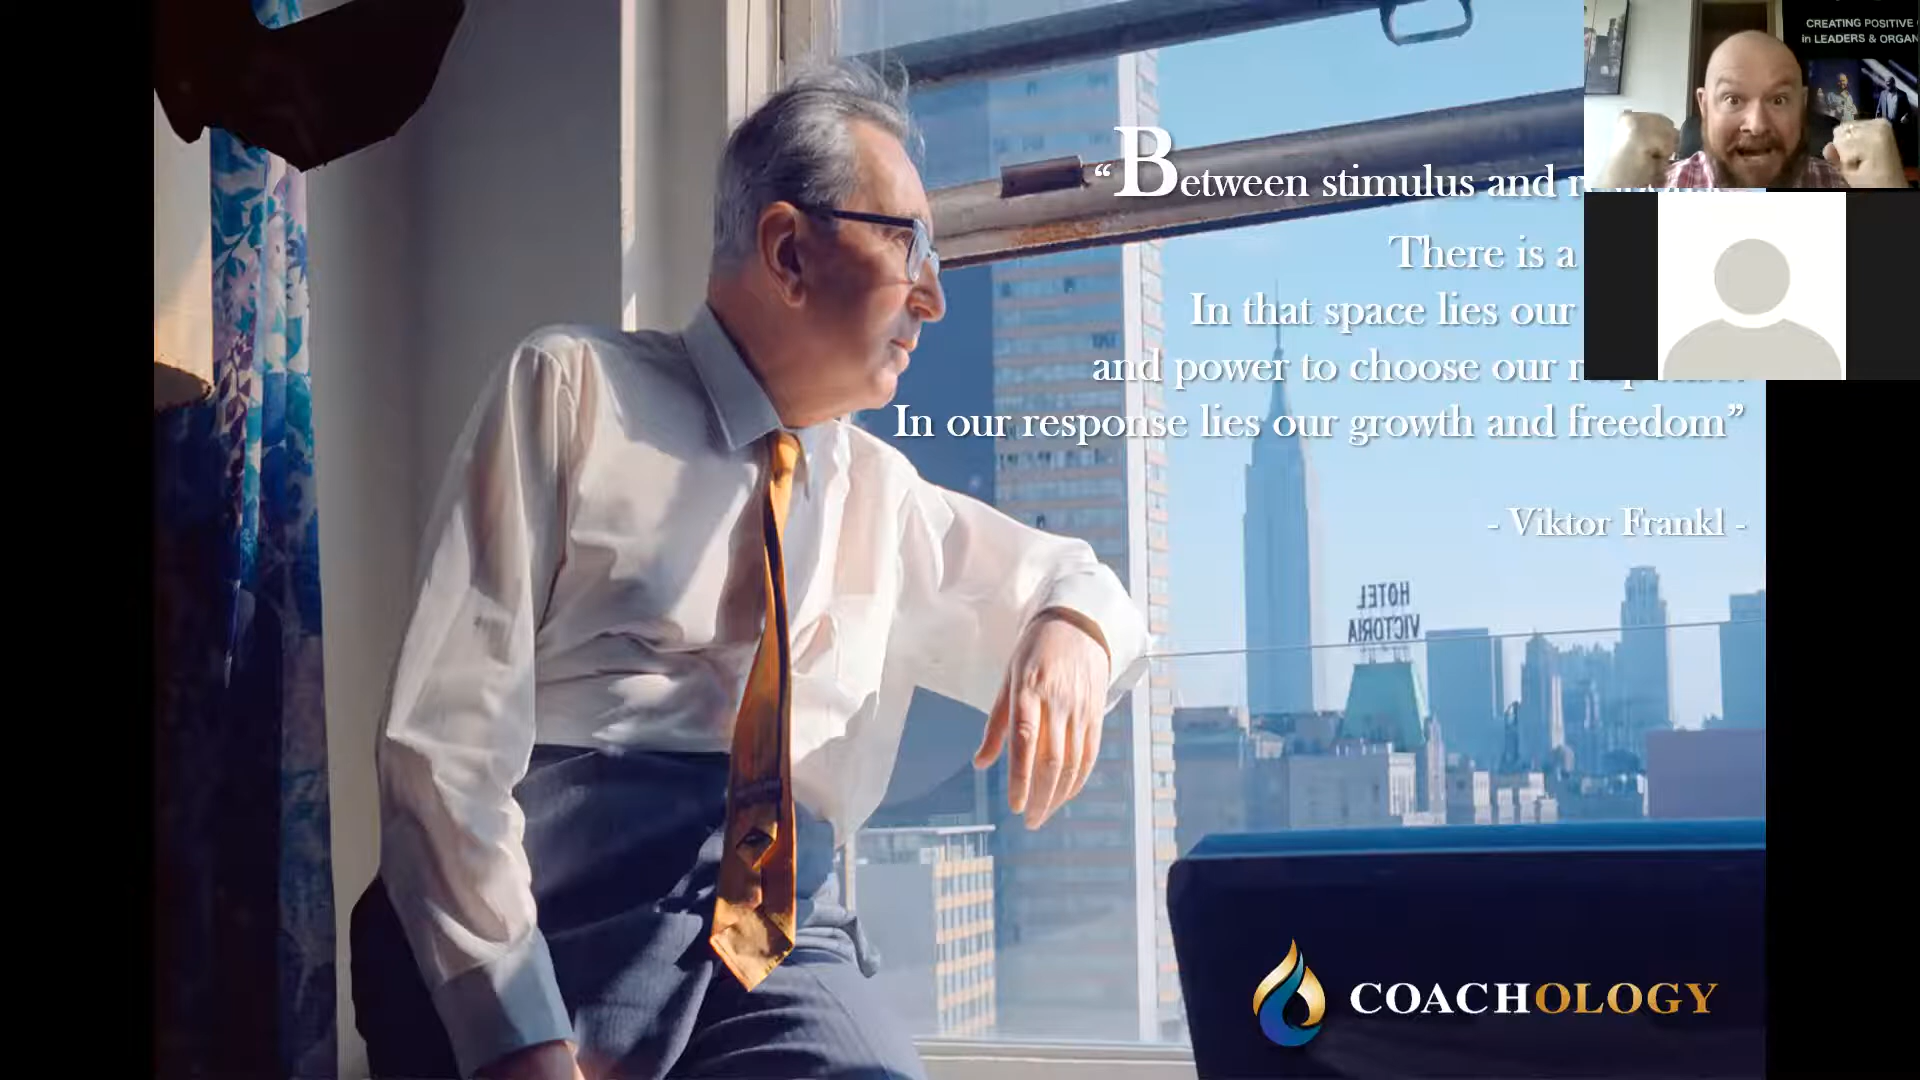 CREATING POSITIVE
in LEADERS & ORGAN
“Between stimulus and
There is a
In that space lies our
and power to choose our
In our response lies our growth and freedom”
- Viktor Frankl -
HOTEL
VICTORIA
COACHOLOGY